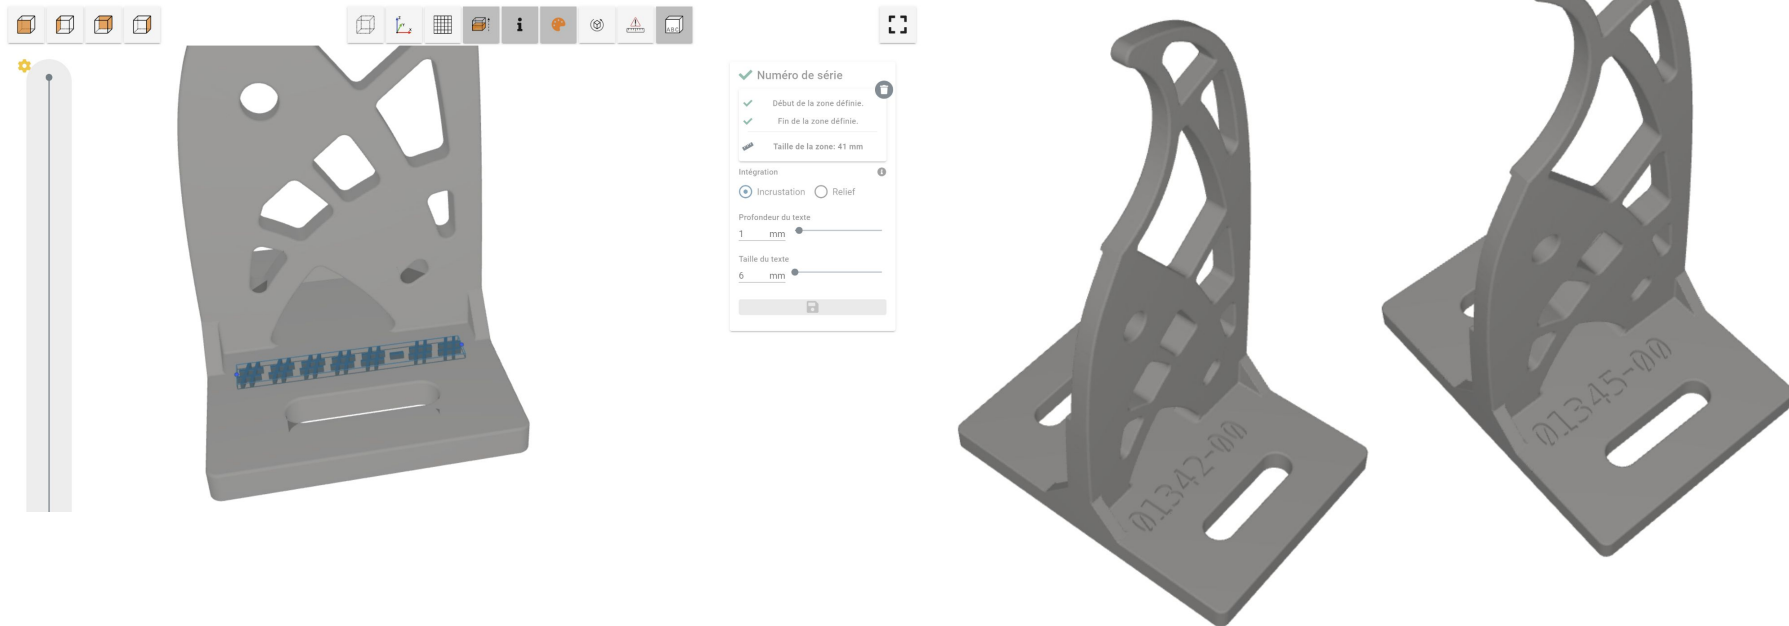 i
ABC
Numéro de série
Début de la zone définie.
Fin de la zone définie.
Taille de la zone: 41 mm
Intégration
Incrustation
Relief
Profondeur du texte
1 mm
Taille du texte
6 mm
#####-##
01342-00
01345-00